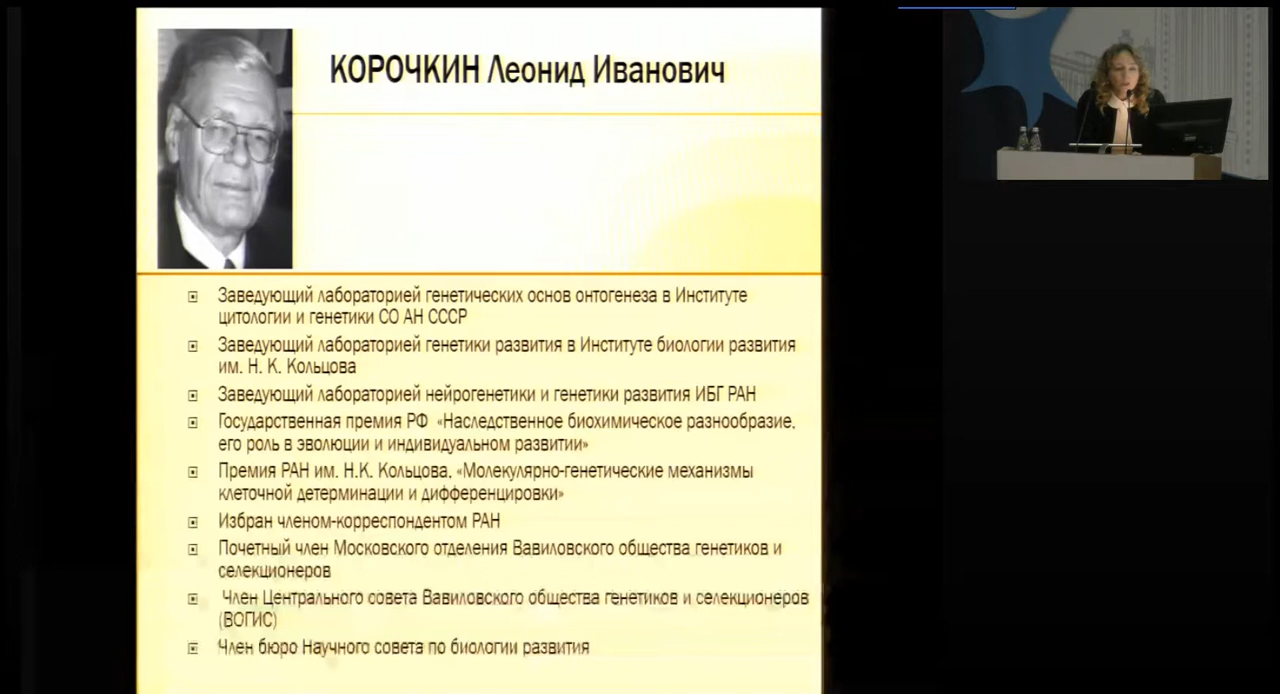 КОРОЧКИН Леонид Иванович
Заведующий лабораторией генетических основ онтогенеза в Институте
цитологии и генетики СО АН СССР
Заведующий лабораторией генетики развития в Институте биологии развития
им. Н. К. Кольцова
Заведующий лабораторией нейрогенетики и генетики развития ИБГ РАН
Государственная премия РФ «Наследственное биохимическое разнообразие,
его роль в эволюции и индивидуальном развитии»
Премия РАН им. Н.К. Кольцова, «Молекулярно-генетические механизмы
клеточной детерминации и дифференцировки»
Избран членом-корреспондентом РАН
Почетный член Московского отделения Вавиловского общества генетиков и
селекционеров
Член Центрального совета Вавиловского общества генетиков и селекционеров
(ВОГИС)
Член бюро Научного совета по биологии развития